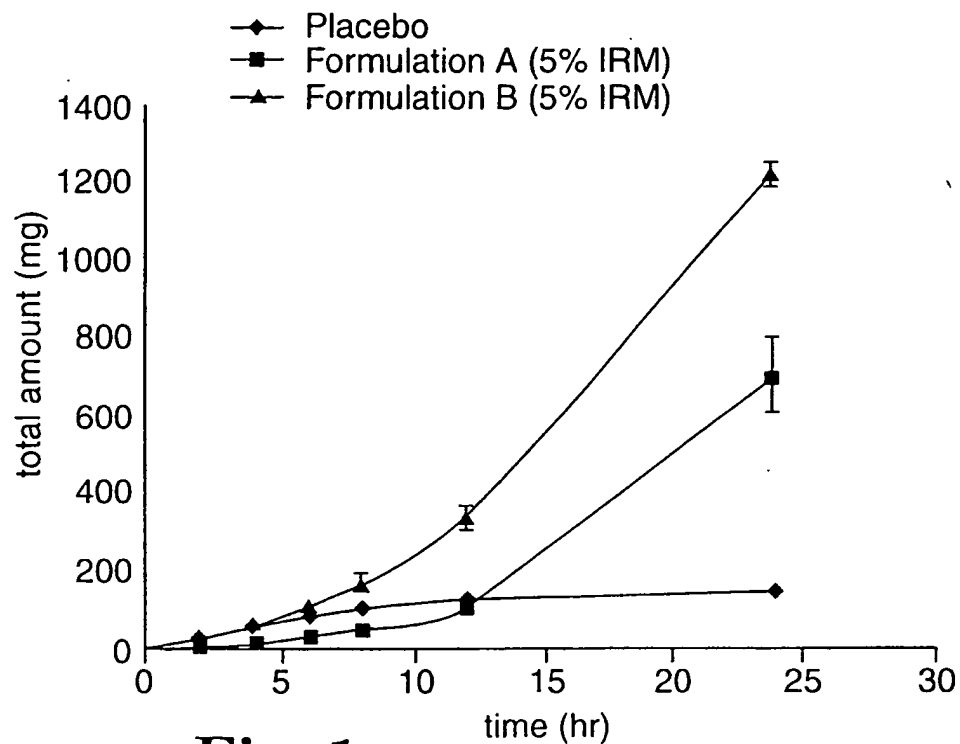 Placebo
Formulation A (5% IRM)
Formulation B (5% IRM)
1400
1200
1000
800
600
400
200
0
total amount (mg)
0 5 10 15 20 25 30
time (hr)